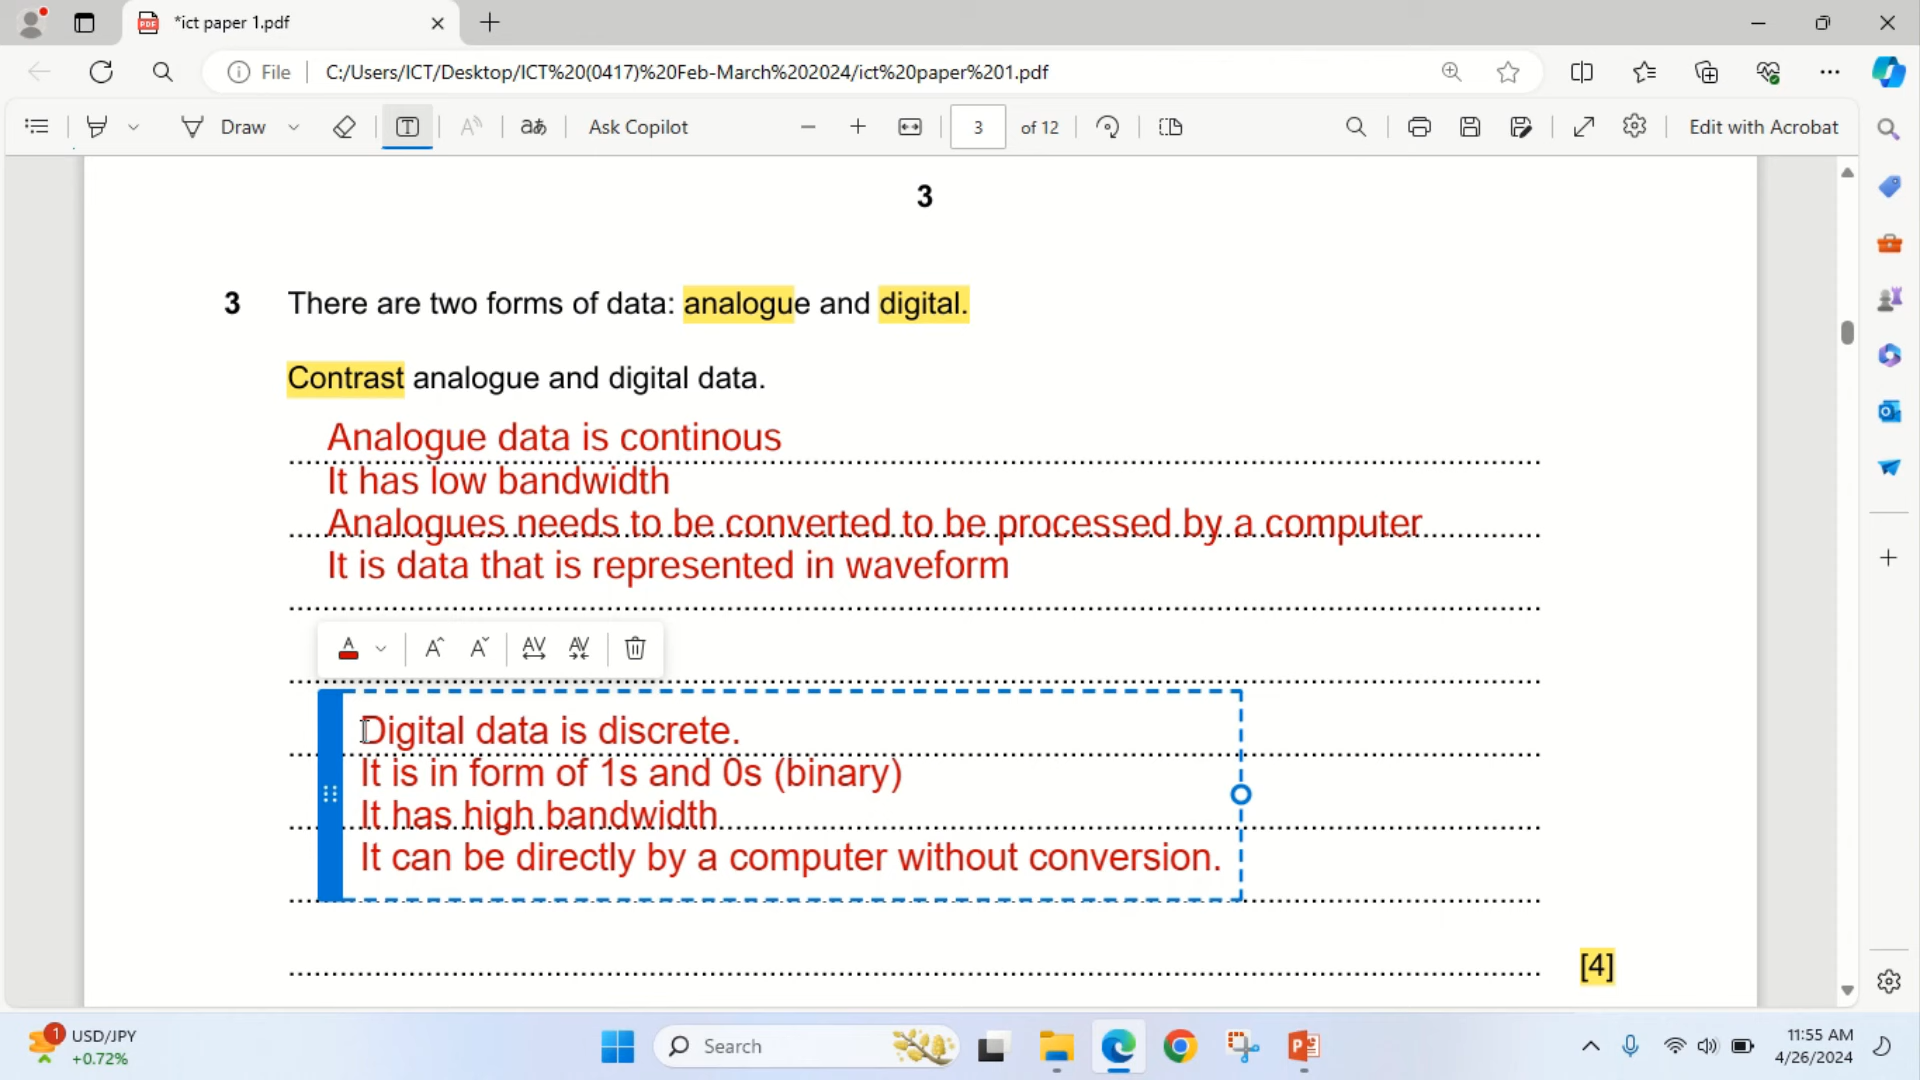 *ict paper 1.pdf
File
C:/Users/ICT/Desktop/ICT%20(0417)%20Feb-March%202024/ict%20paper%201.pdf
Draw
aあ
Ask Copilot
3
of 12
Edit with Acrobat
3
3 There are two forms of data: analogue and digital.
Contrast analogue and digital data.
Analogue data is continous
It has low bandwidth
Analogues needs to be converted to be processed by a computer
It is data that is represented in waveform
Digital data is discrete.
It is in form of 1s and 0s (binary)
It has high bandwidth
It can be directly by a computer without conversion.
[4]
1
USD/JPY
+0.72%
Search
11:55 AM
4/26/2024